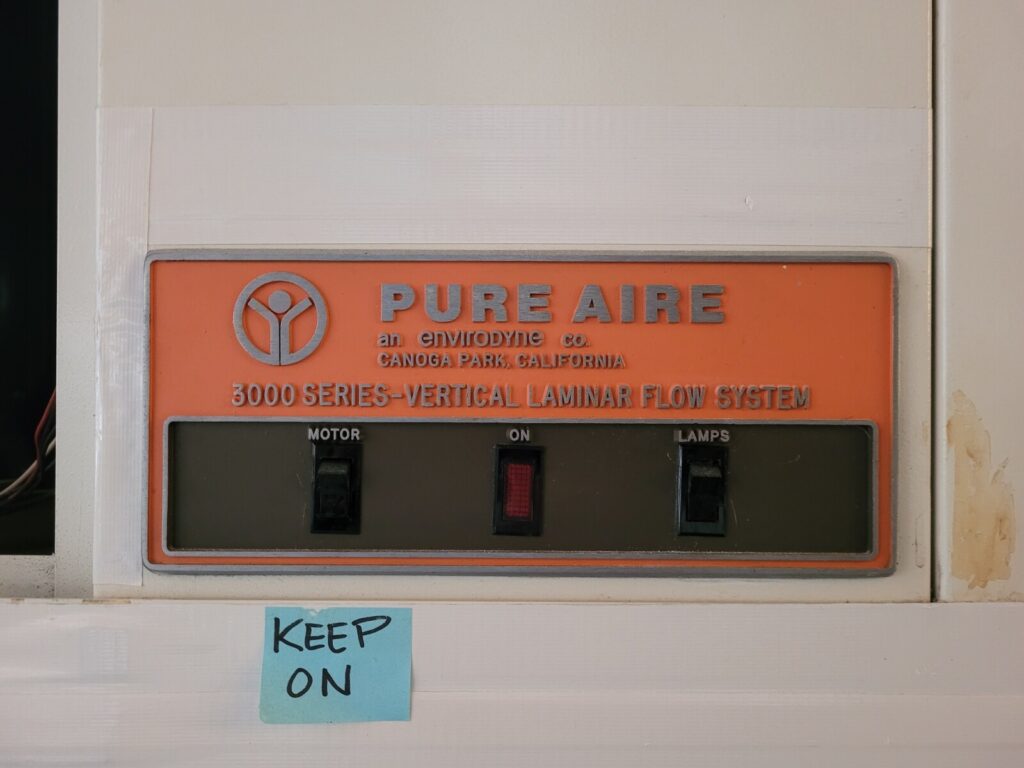 PURE AIRE
an envirodyne co.
CANOGA PARK, CALIFORNIA
3000 SERIES-VERTICAL LAMINAR FLOW SYSTEM
MOTOR ON LAMPS
KEEP
ON